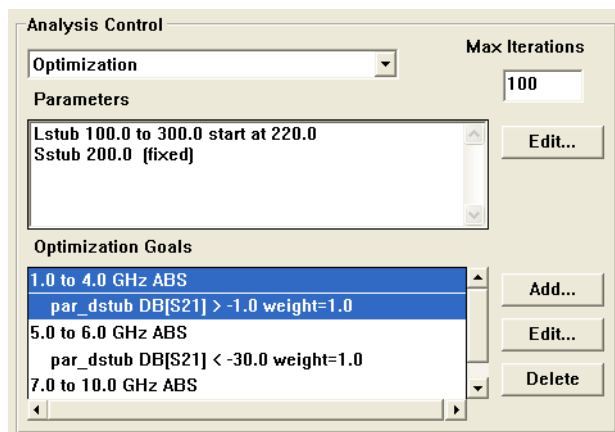 Analysis Control
Max Iterations
Optimization
100
Parameters
Lstub 100.0 to 300.0 start at 220.0
Sstub 200.0 (fixed)
Edit...
Optimization Goals
1.0 to 4.0 GHz ABS
par_dstub DB[S21] > -1.0 weight=1.0
5.0 to 6.0 GHz ABS
par_dstub DB[S21] < -30.0 weight=1.0
7.0 to 10.0 GHz ABS
Add...
Edit...
Delete